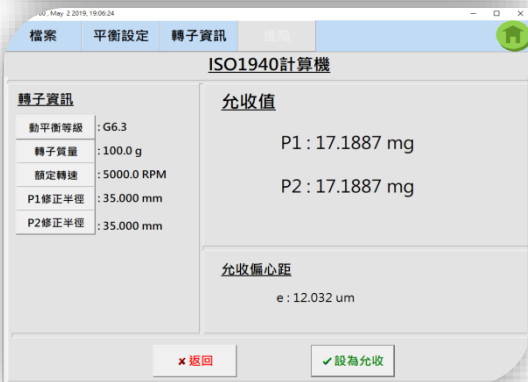 , May 2 2019, 19:06:24
檔案 平衡設定 轉子資訊 進階
ISO1940計算機
轉子資訊
動平衡等級 : G6.3
轉子質量 : 100.0 g
額定轉速 : 5000.0 RPM
P1修正半徑 : 35.000 mm
P2修正半徑 : 35.000 mm
允收值
P1 : 17.1887 mg
P2 : 17.1887 mg
允收偏心距
e : 12.032 um
✗返回 ✓設為允收